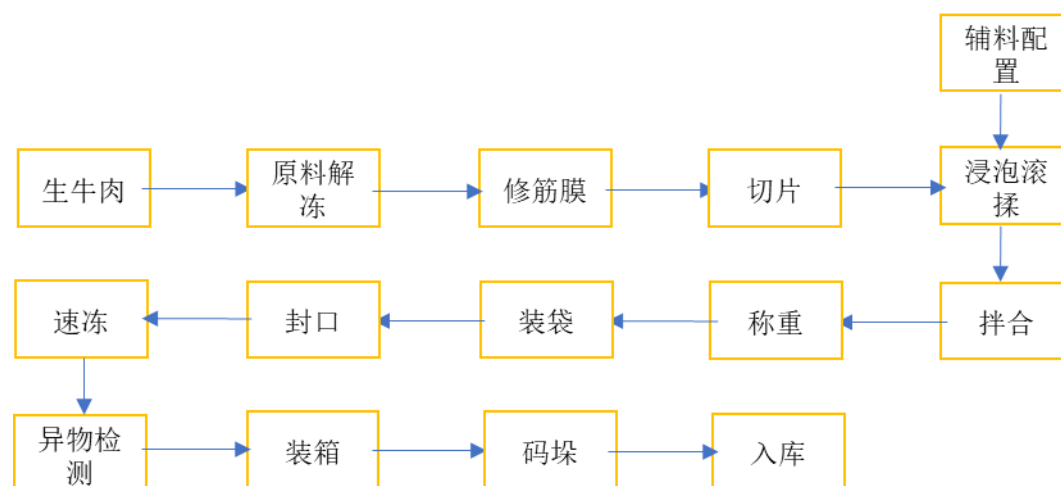 辅料配
置
生牛肉
原料解
冻
修筋膜
切片
浸泡滚
揉
速冻
封口
装袋
称重
拌合
异物检
测
装箱
码垛
入库